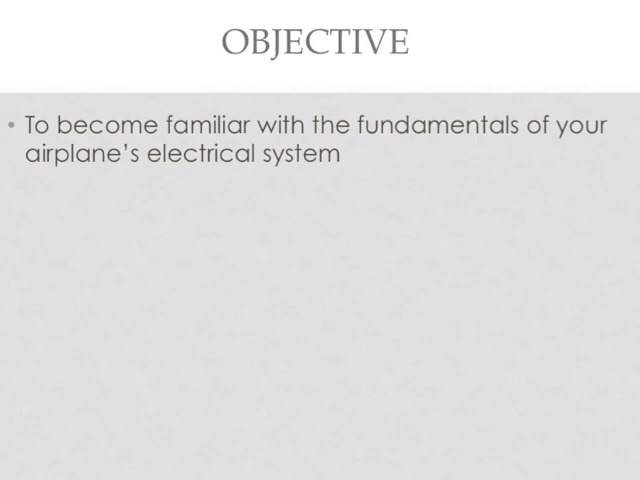 OBJECTIVE
• To become familiar with the fundamentals of your
airplane’s electrical system